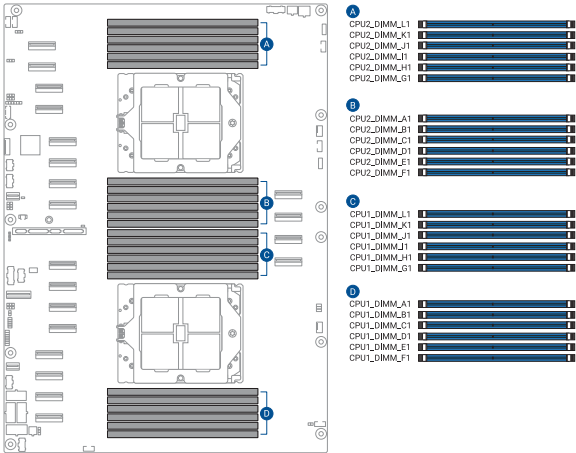 A
CPU2_DIMM_L1
CPU2_DIMM_K1
CPU2_DIMM_J1
CPU2_DIMM_I1
CPU2_DIMM_H1
CPU2_DIMM_G1
B
CPU2_DIMM_A1
CPU2_DIMM_B1
CPU2_DIMM_C1
CPU2_DIMM_D1
CPU2_DIMM_E1
CPU2_DIMM_F1
C
CPU1_DIMM_L1
CPU1_DIMM_K1
CPU1_DIMM_J1
CPU1_DIMM_I1
CPU1_DIMM_H1
CPU1_DIMM_G1
D
CPU1_DIMM_A1
CPU1_DIMM_B1
CPU1_DIMM_C1
CPU1_DIMM_D1
CPU1_DIMM_E1
CPU1_DIMM_F1
A
B
C
D